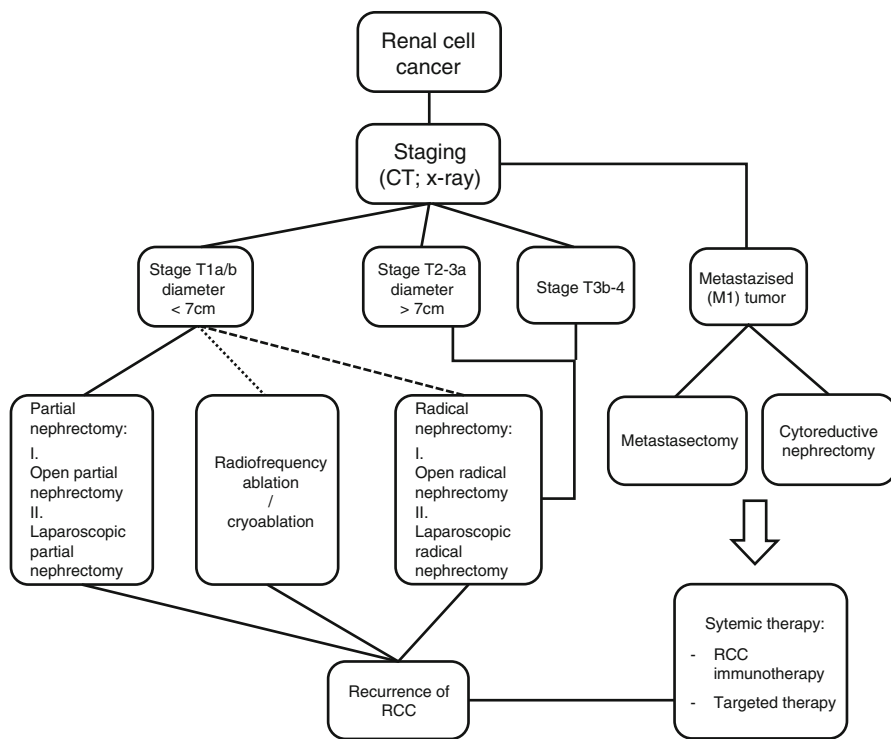 Renal cell
cancer
Staging
(CT; x-ray)
Stage T1a/b
diameter
< 7cm
Stage T2-3a
diameter
> 7cm
Stage T3b-4
Metastazised
(M1) tumor
Partial
nephrectomy:
I.
Open partial
nephrectomy
II.
Laparoscopic
partial
nephrectomy
Radiofrequency
ablation
/
cryoablation
Radical
nephrectomy:
I.
Open radical
nephrectomy
II.
Laparoscopic
radical
nephrectomy
Metastasectomy
Cytoreductive
nephrectomy
Recurrence of
RCC
Sytemic therapy:
- RCC
immunotherapy
- Targeted therapy